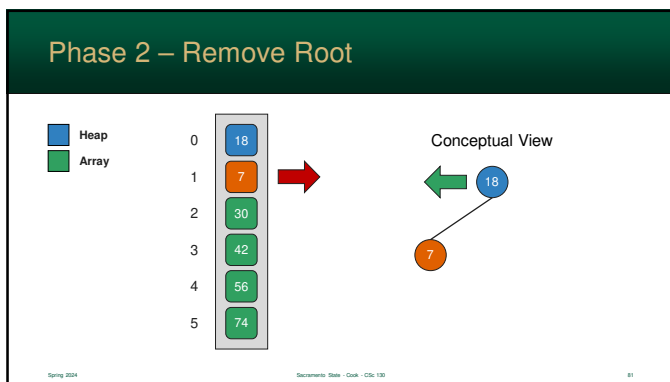 Phase 2 – Remove Root
Heap
Array
0 18
1 7
2 30
3 42
4 56
5 74
Conceptual View
18
7
Spring 2024 Sacramento State - Cook - CSc 130 81